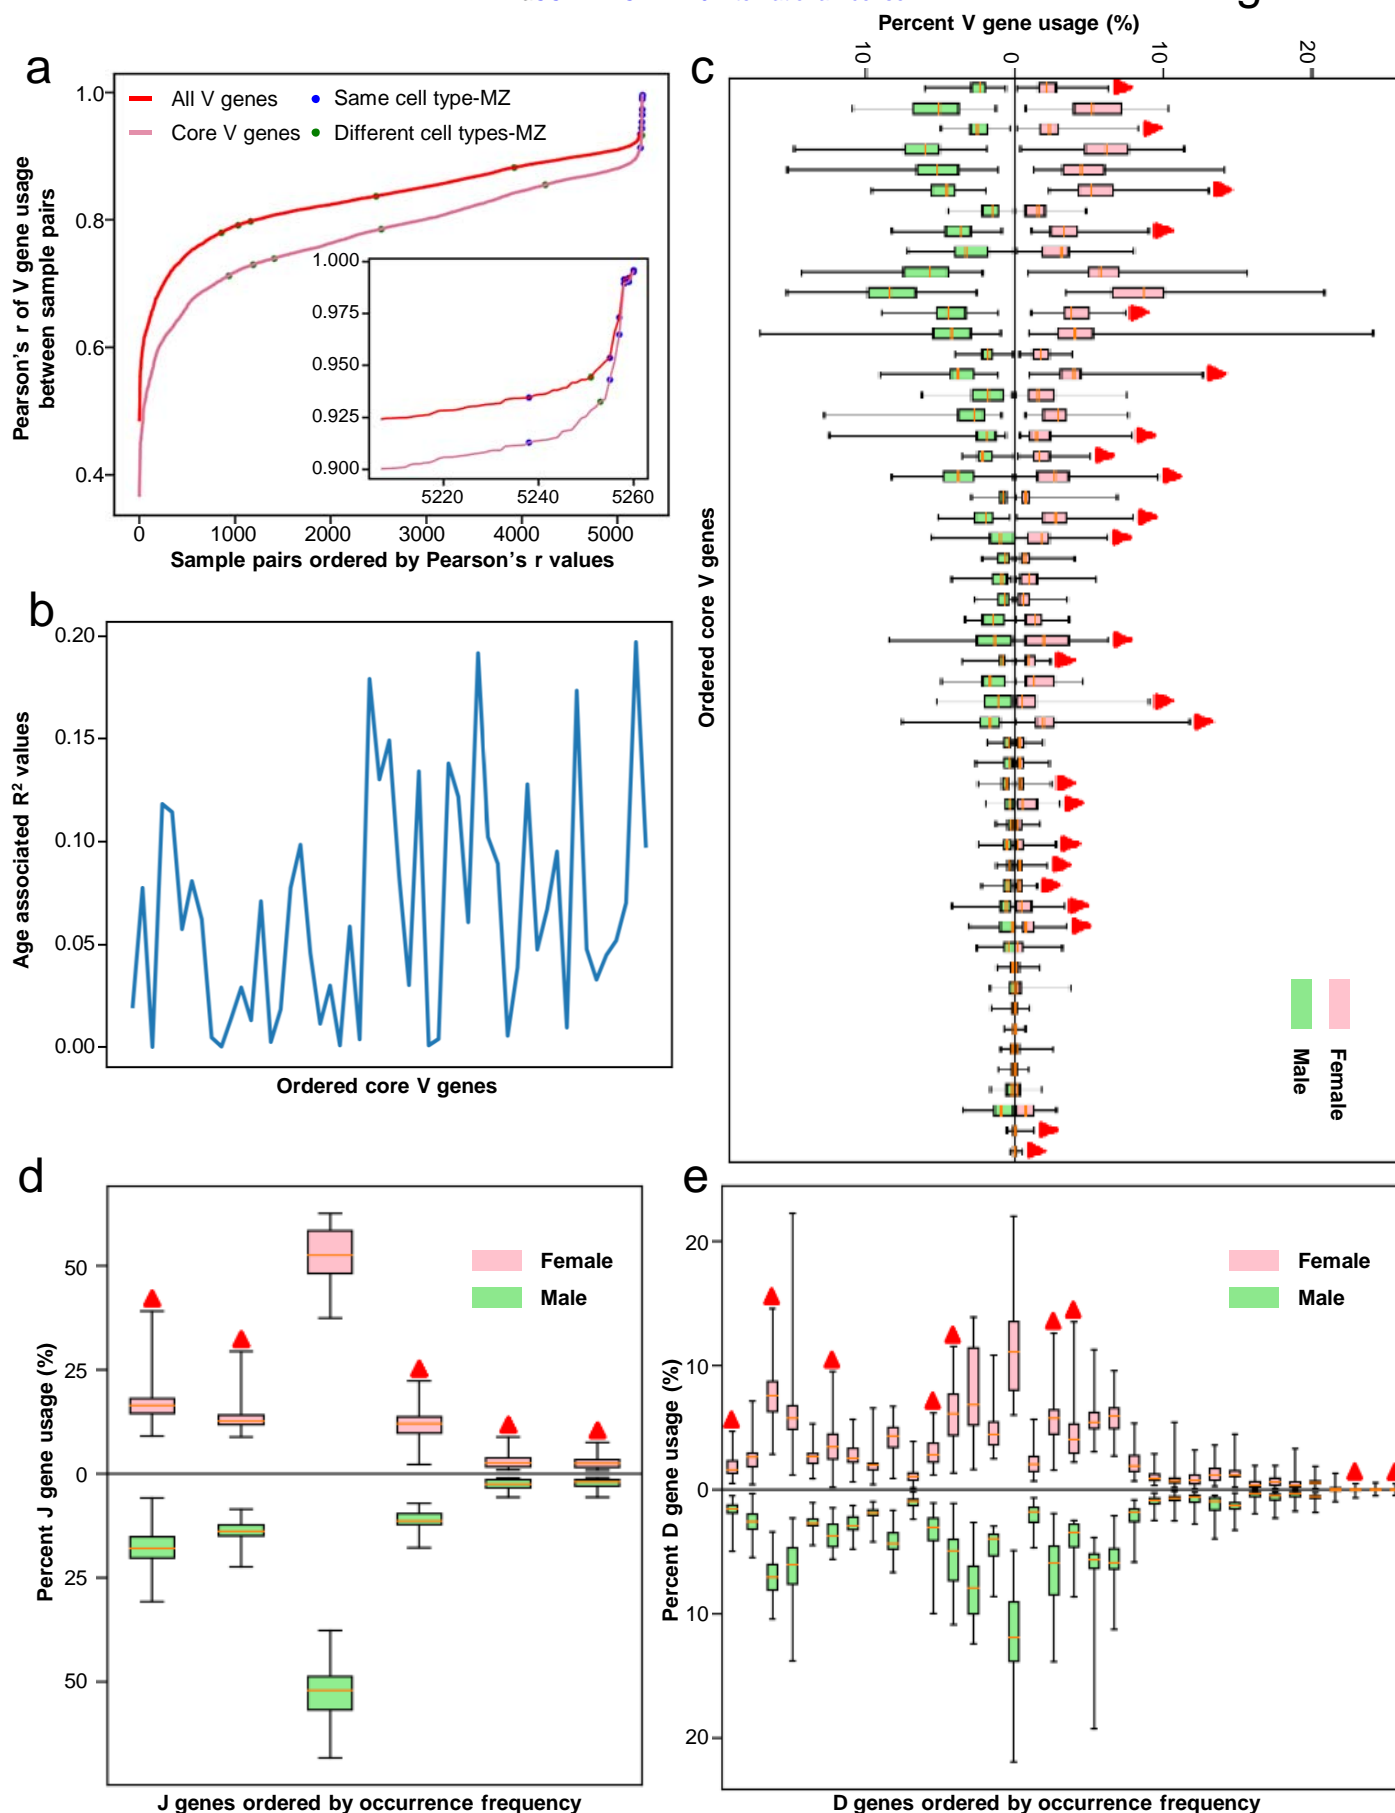 a
1.0
0.8
0.6
0.4
Pearson's r of V gene usage
between sample pairs
All V genes
Core V genes
Same cell type-MZ
Different cell types-MZ
1.000
0.975
0.950
0.925
0.900
5220 5240 5260
0 1000 2000 3000 4000 5000
Sample pairs ordered by Pearson's r values
b
0.20
0.15
0.10
0.05
0.00
Age associated R² values
Ordered core V genes
c
Percent V gene usage (%)
10 0 10 20
Ordered core V genes
Male
Female
d
50
25
0
25
50
Percent J gene usage (%)
Female
Male
J genes ordered by occurrence frequency
e
20
10
0
10
20
Percent D gene usage (%)
Female
Male
D genes ordered by occurrence frequency